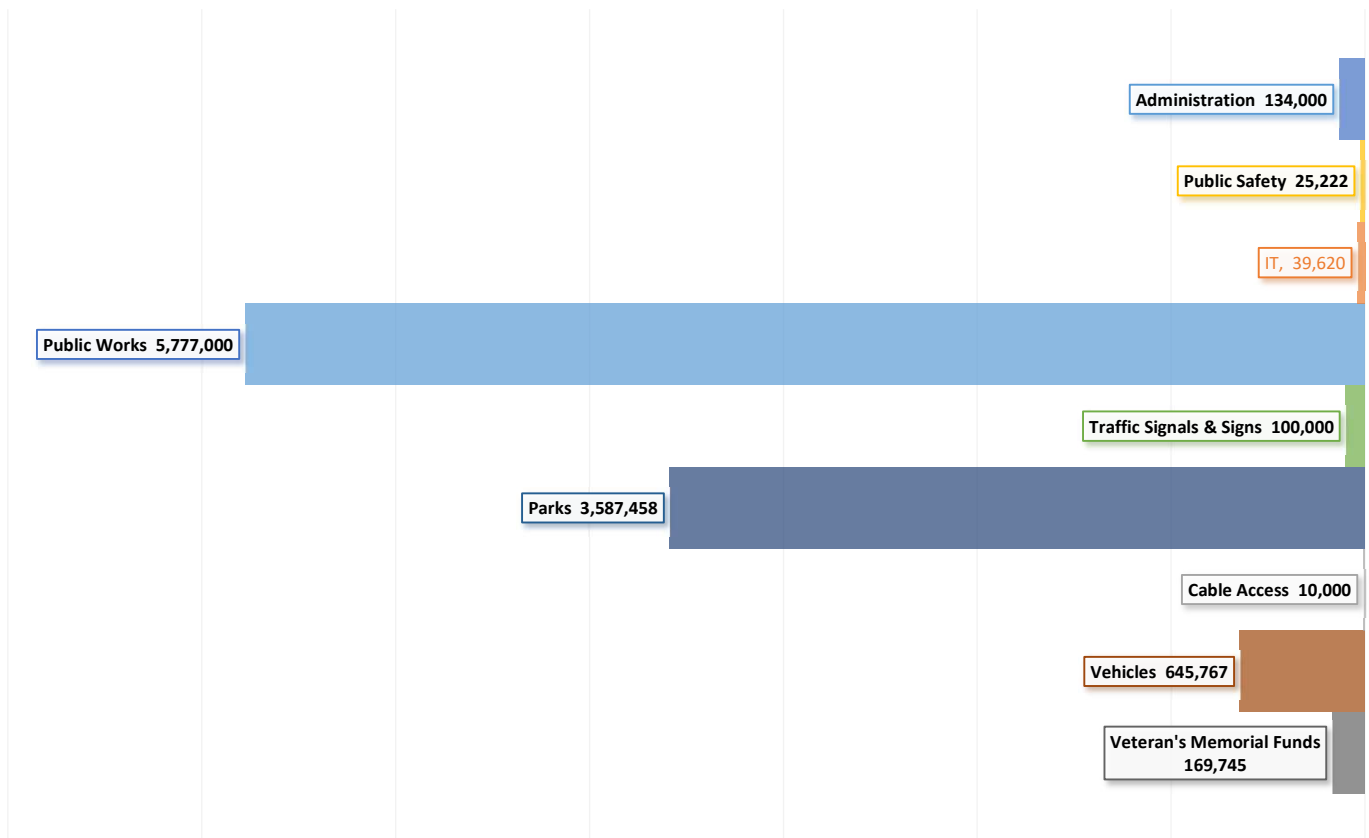 Administration 134,000
Public Safety 25,222
IT, 39,620
Public Works 5,777,000
Traffic Signals & Signs 100,000
Parks 3,587,458
Cable Access 10,000
Vehicles 645,767
Veteran's Memorial Funds
169,745